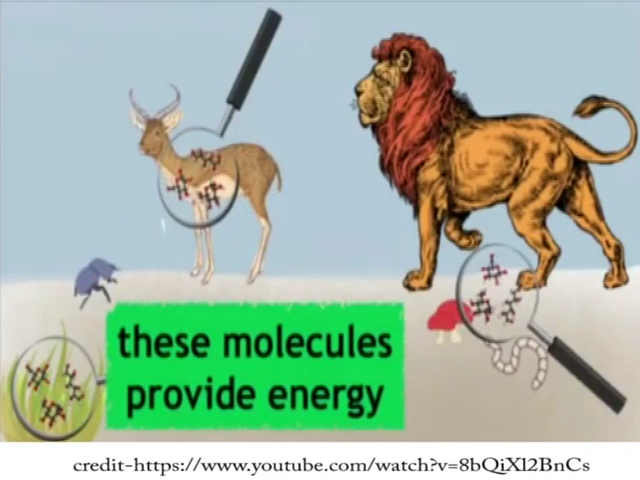 these molecules
provide energy
credit-https://www.youtube.com/watch?v=8bQiXl2BnCs